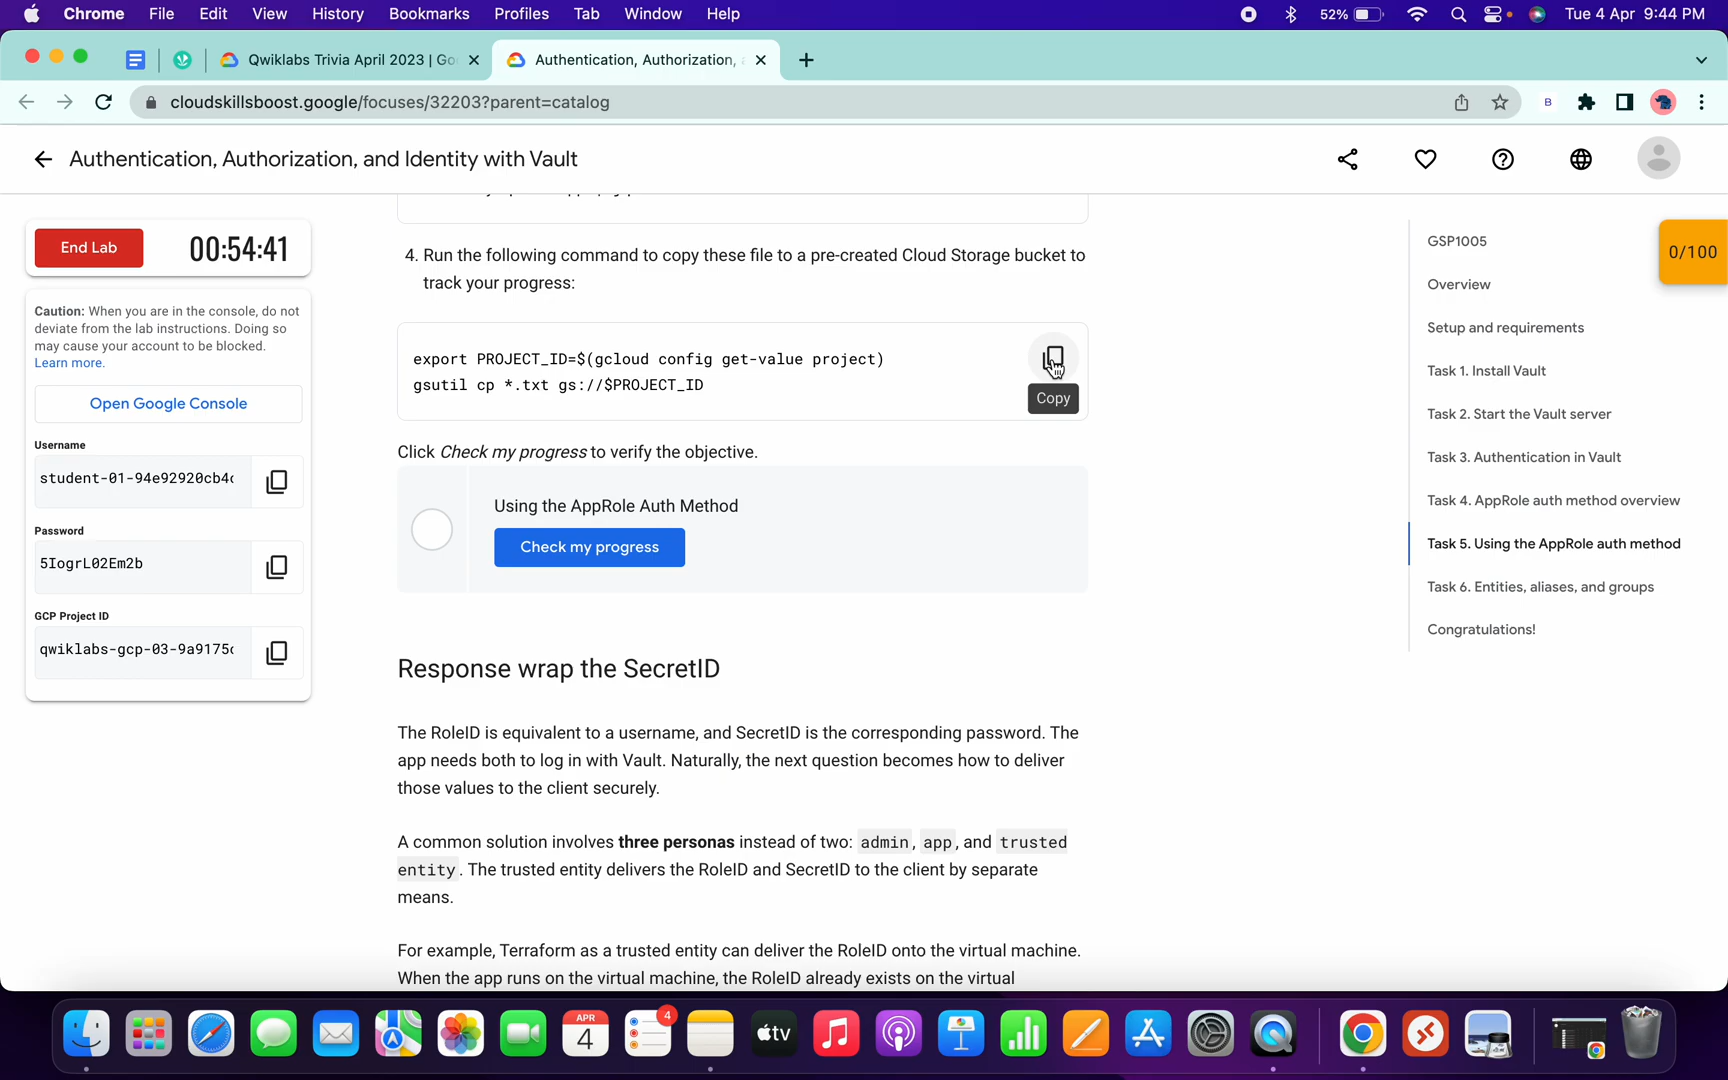 Chrome File Edit View History Bookmarks Profiles Tab Window Help 52% Tue 4 Apr 9:44 PM
Qwiklabs Trivia April 2023 | Go
Authentication, Authorization, a
cloudskillsboost.google/focuses/32203?parent=catalog
B
Authentication, Authorization, and Identity with Vault
End Lab
00:54:41
Caution: When you are in the console, do not
deviate from the lab instructions. Doing so
may cause your account to be blocked.
Learn more.
Open Google Console
Username
student-01-94e92920cb4
Password
5IogrL02Em2b
GCP Project ID
qwiklabs-gcp-03-9a9175
4. Run the following command to copy these file to a pre-created Cloud Storage bucket to
track your progress:
export PROJECT_ID=$(gcloud config get-value project)
gsutil cp *.txt gs://$PROJECT_ID
Copy
Click Check my progress to verify the objective.
Using the AppRole Auth Method
Check my progress
Response wrap the SecretID
The RoleID is equivalent to a username, and SecretID is the corresponding password. The
app needs both to log in with Vault. Naturally, the next question becomes how to deliver
those values to the client securely.
A common solution involves three personas instead of two: admin, app, and trusted
entity. The trusted entity delivers the RoleID and SecretID to the client by separate
means.
For example, Terraform as a trusted entity can deliver the RoleID onto the virtual machine.
When the app runs on the virtual machine, the RoleID already exists on the virtual
GSP1005
Overview
Setup and requirements
Task 1. Install Vault
Task 2. Start the Vault server
Task 3. Authentication in Vault
Task 4. AppRole auth method overview
Task 5. Using the AppRole auth method
Task 6. Entities, aliases, and groups
Congratulations!
0/100
APR
4
4
tv